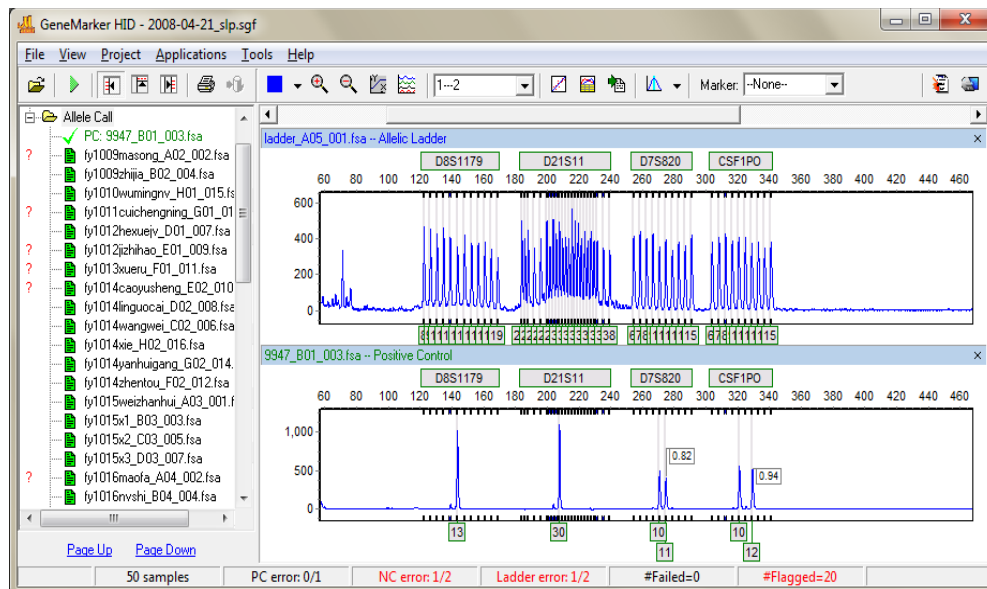 GeneMarker HID - 2008-04-21_slp.sgf
File View Project Applications Tools Help
1--2 Marker: --None--
Allele Call
PC: 9947_B01_003.fsa
? fy1009masong_A02_002.fsa
fy1009zhijia_B02_004.fsa
fy1010wumingnv_H01_015.fs
? fy1011cuichengning_G01_01
fy1012hexuejv_D01_007.fsa
? fy1012jizhihao_E01_009.fsa
? fy1013xueru_F01_011.fsa
? fy1014caoyusheng_E02_010
fy1014linguocai_D02_008.fsa
fy1014wangwei_C02_006.fsa
fy1014xie_H02_016.fsa
fy1014yanhuigang_G02_014.
fy1014zhentou_F02_012.fsa
fy1015weizhanhui_A03_001.f
fy1015x1_B03_003.fsa
fy1015x2_C03_005.fsa
fy1015x3_D03_007.fsa
? fy1016maofa_A04_002.fsa
fy1016nvshi_B04_004.fsa
Page Up Page Down
ladder_A05_001.fsa -- Allelic Ladder
D8S1179 D21S11 D7S820 CSF1PO
60 80 100 120 140 160 180 200 220 240 260 280 300 320 340 360 380 400 420 440 460
600
400
200
0
9947_B01_003.fsa -- Positive Control
D8S1179 D21S11 D7S820 CSF1PO
60 80 100 120 140 160 180 200 220 240 260 280 300 320 340 360 380 400 420 440 460
1,000
500
0
0.82
0.94
13 30 10 10
11 12
50 samples PC error: 0/1 NC error: 1/2 Ladder error: 1/2 #Failed=0 #Flagged=20